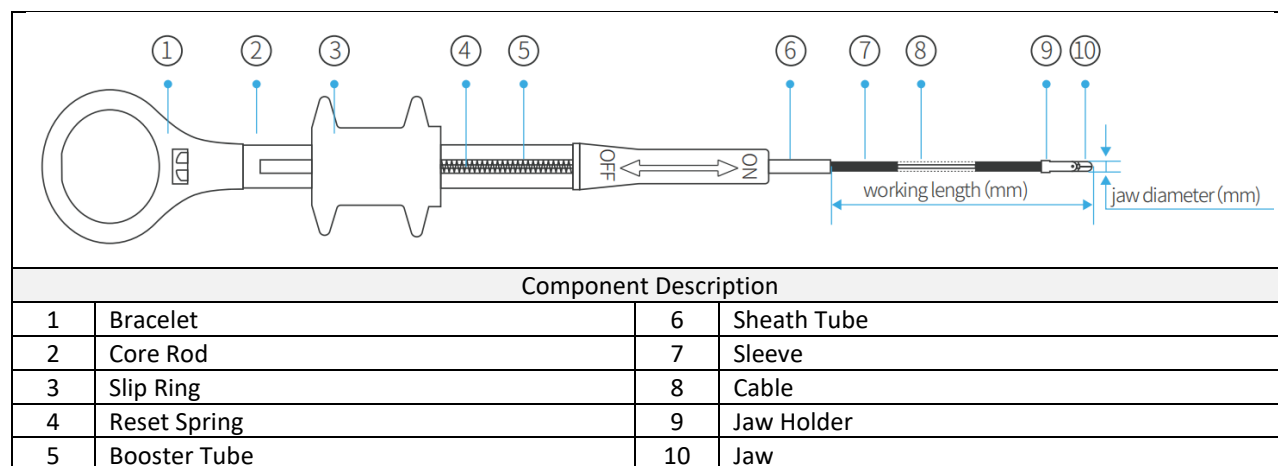 1 2 3 4 5 6 7 8 9 10
OFF ON
working length (mm)
jaw diameter (mm)
Component Description
1 Bracelet 6 Sheath Tube
2 Core Rod 7 Sleeve
3 Slip Ring 8 Cable
4 Reset Spring 9 Jaw Holder
5 Booster Tube 10 Jaw